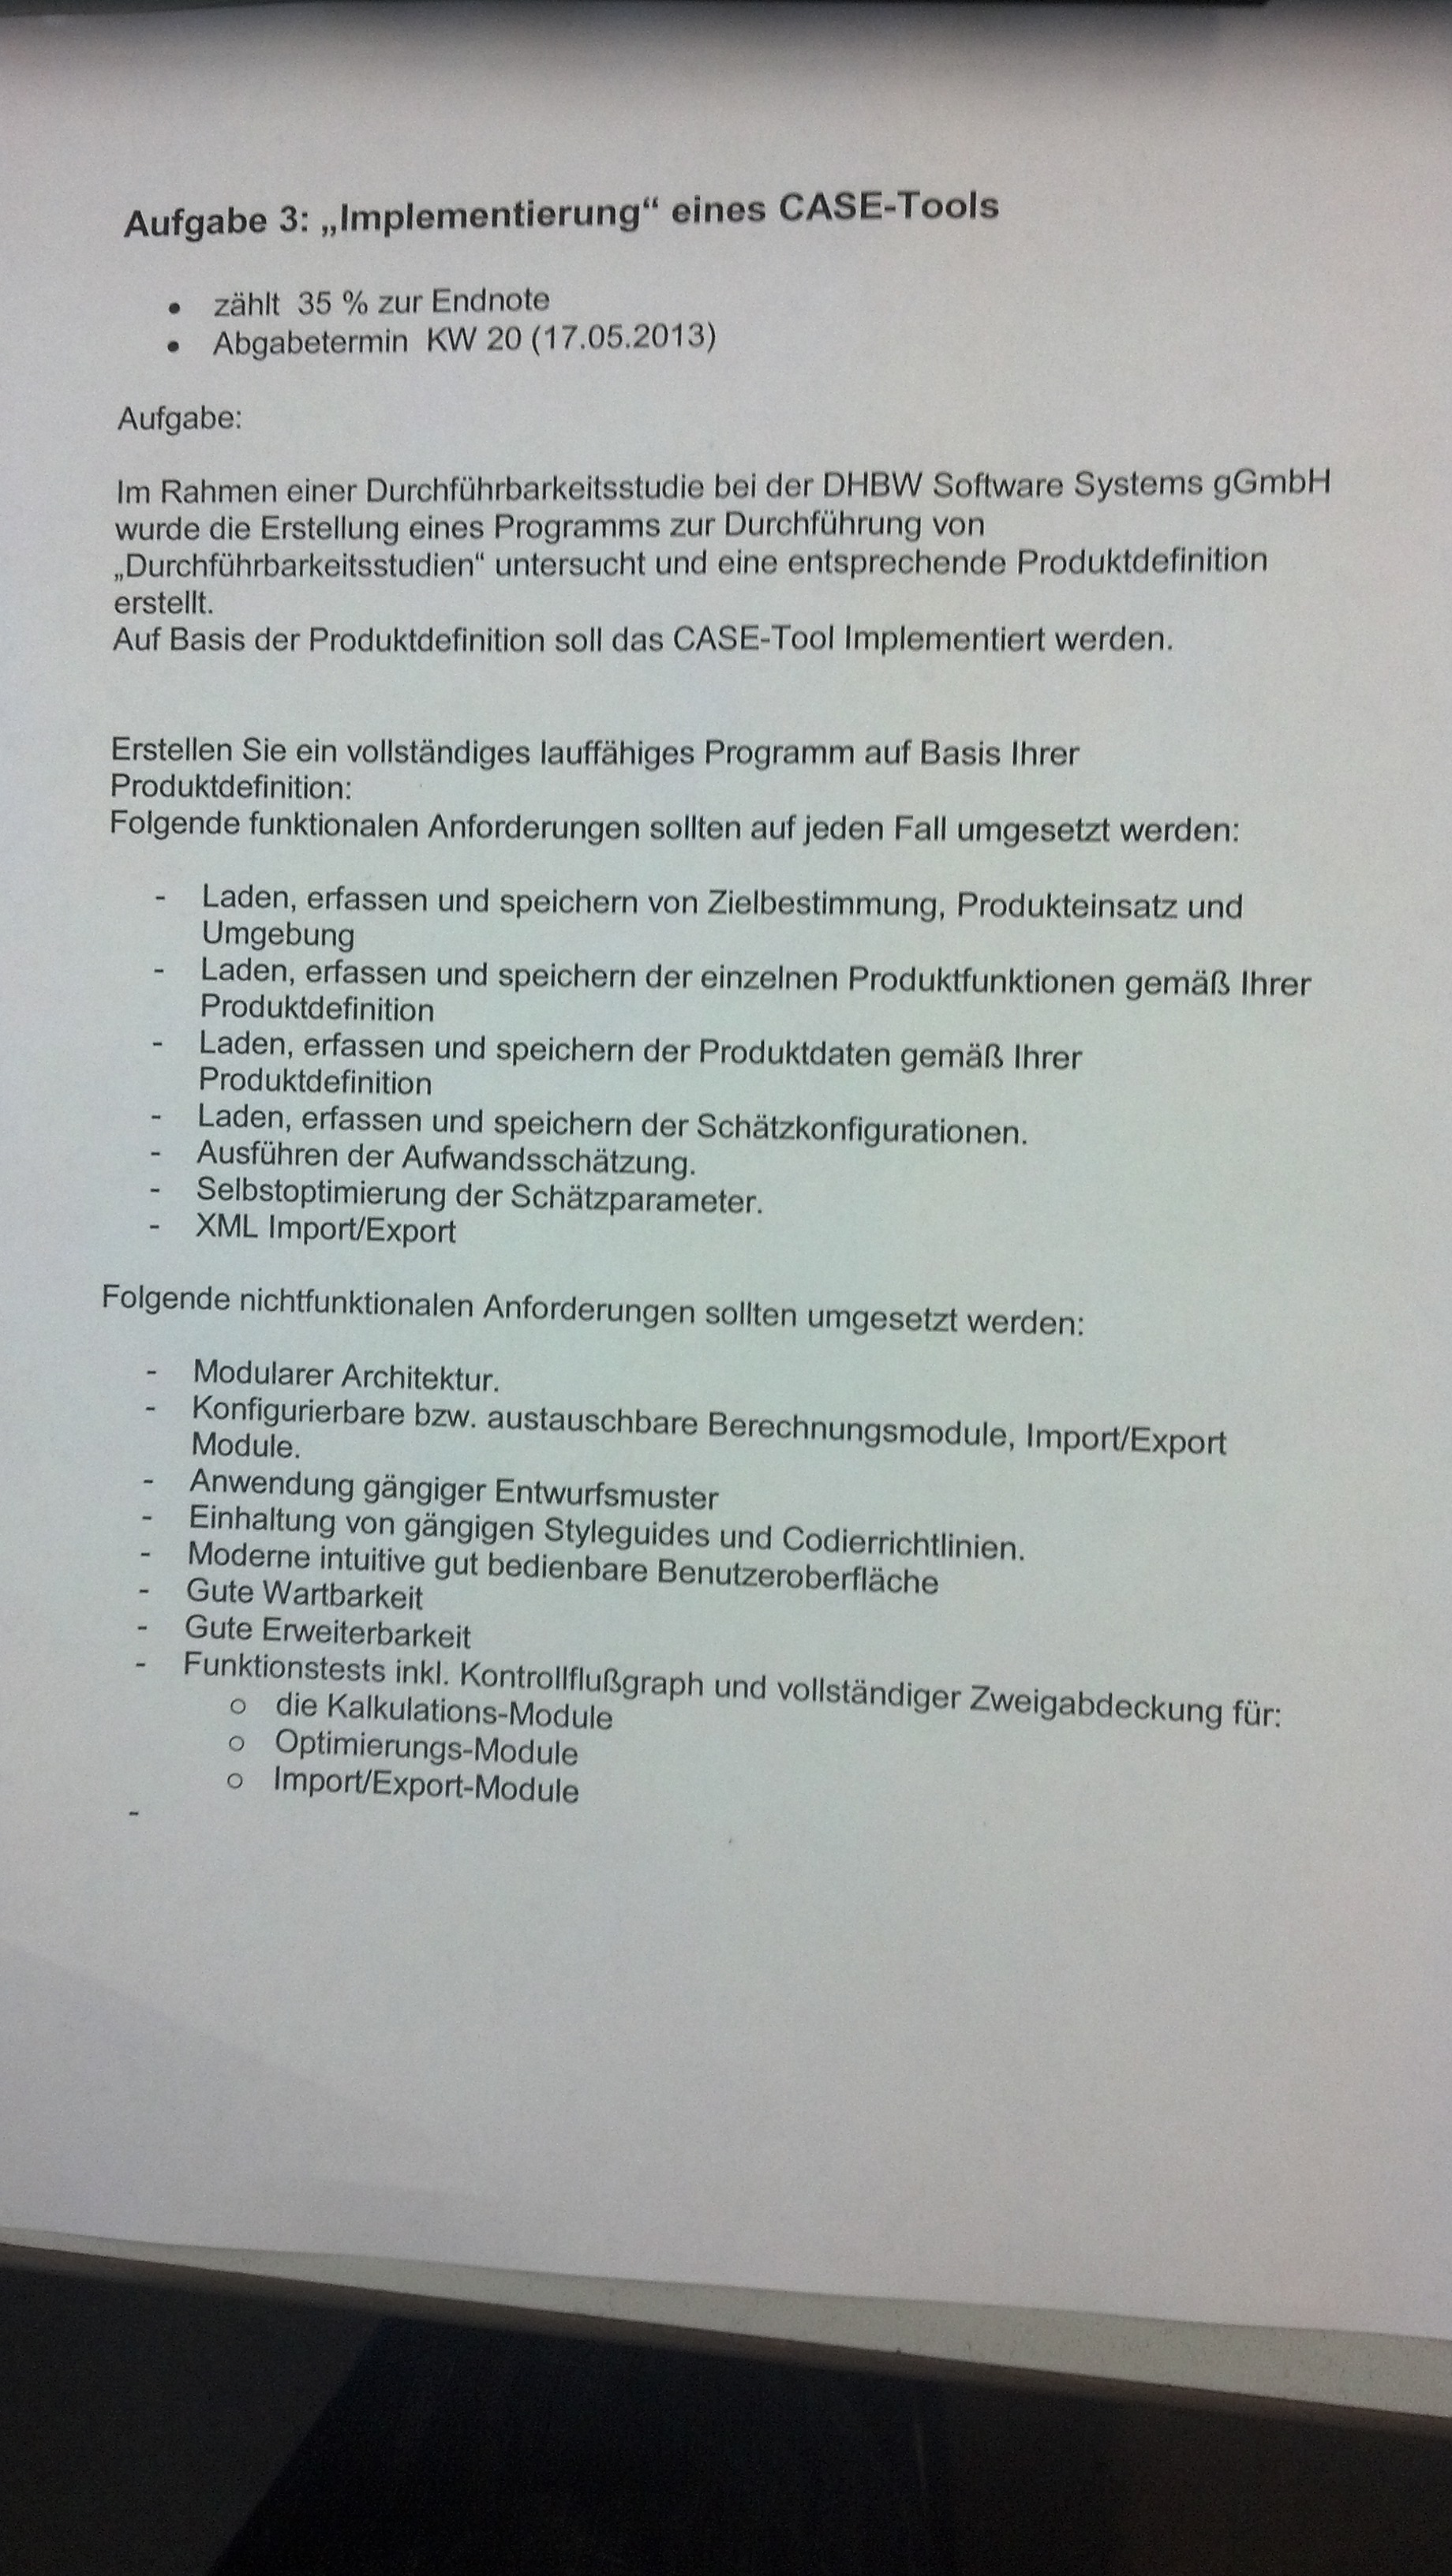 Aufgabe 3: „Implementierung“ eines CASE-Tools
• zählt 35 % zur Endnote
• Abgabetermin KW 20 (17.05.2013)
Aufgabe:
Im Rahmen einer Durchführbarkeitsstudie bei der DHBW Software Systems gGmbH
wurde die Erstellung eines Programms zur Durchführung von
„Durchführbarkeitsstudien“ untersucht und eine entsprechende Produktdefinition
erstellt.
Auf Basis der Produktdefinition soll das CASE-Tool Implementiert werden.
Erstellen Sie ein vollständiges lauffähiges Programm auf Basis Ihrer
Produktdefinition:
Folgende funktionalen Anforderungen sollten auf jeden Fall umgesetzt werden:
- Laden, erfassen und speichern von Zielbestimmung, Produkteinsatz und
Umgebung
- Laden, erfassen und speichern der einzelnen Produktfunktionen gemäß Ihrer
Produktdefinition
- Laden, erfassen und speichern der Produktdaten gemäß Ihrer
Produktdefinition
- Laden, erfassen und speichern der Schätzkonfigurationen.
- Ausführen der Aufwandsschätzung.
- Selbstoptimierung der Schätzparameter.
- XML Import/Export
Folgende nichtfunktionalen Anforderungen sollten umgesetzt werden:
- Modularer Architektur.
- Konfigurierbare bzw. austauschbare Berechnungsmodule, Import/Export
Module.
- Anwendung gängiger Entwurfsmuster
- Einhaltung von gängigen Styleguides und Codierrichtlinien.
- Moderne intuitive gut bedienbare Benutzeroberfläche
- Gute Wartbarkeit
- Gute Erweiterbarkeit
- Funktionstests inkl. Kontrollflußgraph und vollständiger Zweigabdeckung für:
o die Kalkulations-Module
o Optimierungs-Module
o Import/Export-Module
-